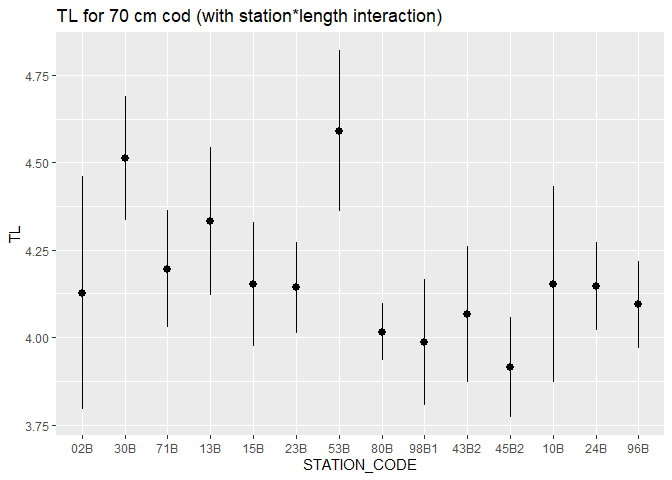 TL for 70 cm cod (with station*length interaction)
TL
4.75
4.50
4.25
4.00
3.75
02B 30B 71B 13B 15B 23B 53B 80B 98B1 43B2 45B2 10B 24B 96B
STATION_CODE